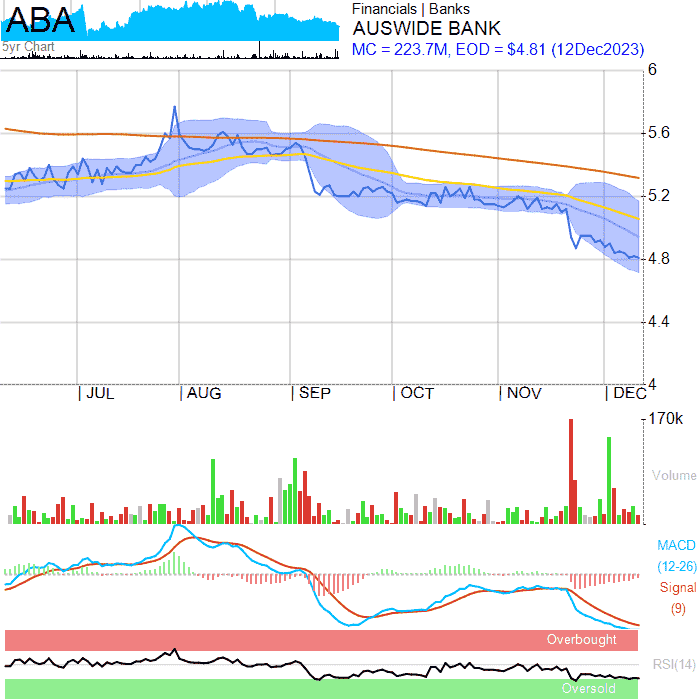 ABA
5yr Chart
Financials | Banks
AUSWIDE BANK
MC = 223.7M, EOD = $4.81 (12Dec2023)
6
5.6
5.2
4.8
4.4
4
JUL AUG SEP OCT NOV DEC
170k
Volume
MACD
(12-26)
Signal
(9)
Overbought
RSI(14)
Oversold